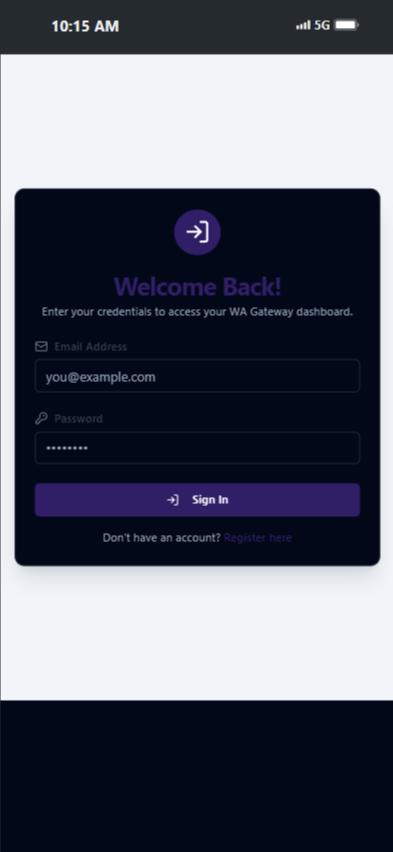 10:15 AM 5G
Welcome Back!
Enter your credentials to access your WA Gateway dashboard.
Email Address
you@example.com
Password
••••••••
Sign In
Don't have an account? Register here